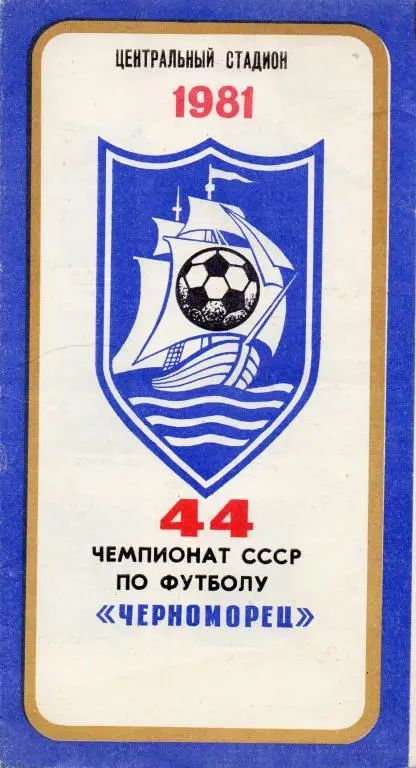 ЦЕНТРАЛЬНЫЙ СТАДИОН
1981
44
ЧЕМПИОНАТ СССР
ПО ФУТБОЛУ
«ЧЕРНОМОРЕЦ»